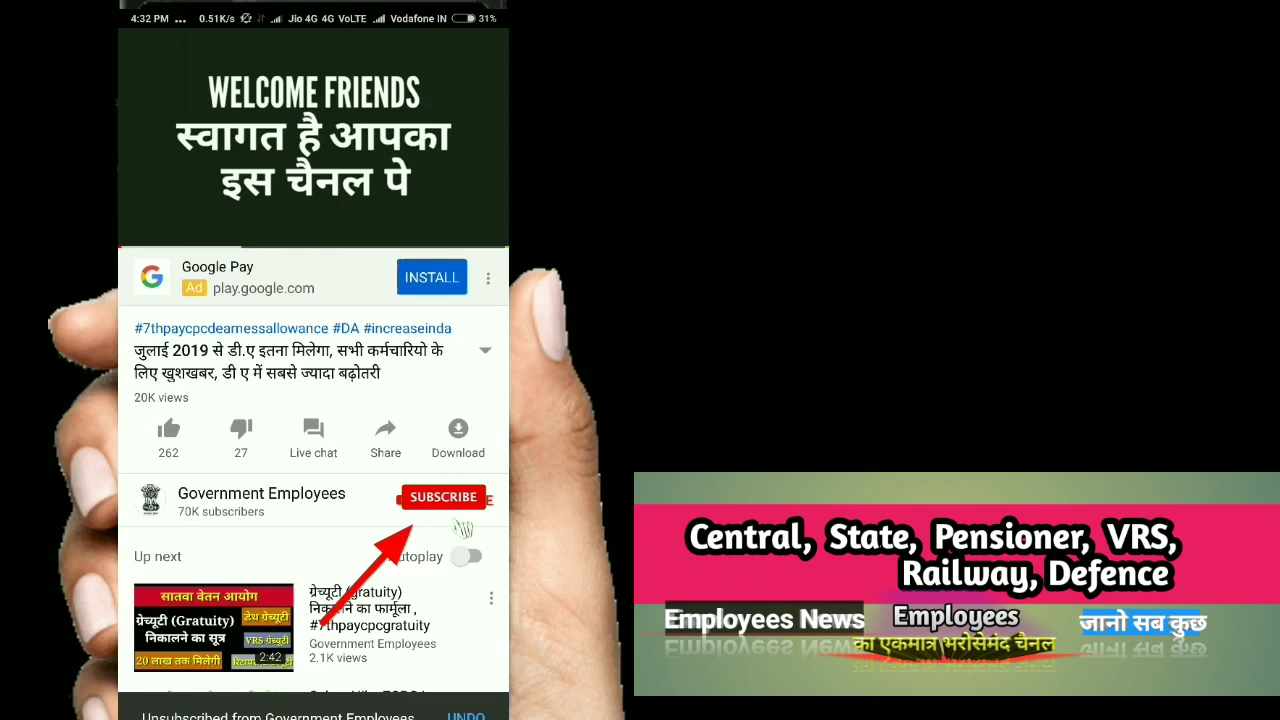 4:32 PM ... 0.51K/s Jio 4G 4G VoLTE Vodafone IN 31%
WELCOME FRIENDS
स्वागत है आपका
इस चैनल पे
Google Pay
Ad play.google.com
INSTALL
#7thpaycpcdearnessallowance #DA #increaseinda
जुलाई 2019 से डी.ए इतना मिलेगा, सभी कर्मचारियो के
लिए खुशखबर, डी ए में सबसे ज्यादा बढ़ोतरी
20K views
262 27 Live chat Share Download
Government Employees
70K subscribers
SUBSCRIBE
Up next
सातवा वेतन आयोग
ग्रेच्यूटी (Gratuity)
निकालने का सूत्र
डेथ ग्रेच्यूटी
VRS ग्रेच्यूटी
20 लाख तक मिलेगी
2:42
ग्रेच्यूटी (gratuity)
निकालने का फार्मूला ,
#7thpaycpcgratuity
Government Employees
2.1K views
Unsubscribed from Government Employees UNDO
Central, State, Pensioner, VRS,
Railway, Defence
Employees News
Employees
का एकमात्र भरोसेमंद चैनल
जानो सब कुछ